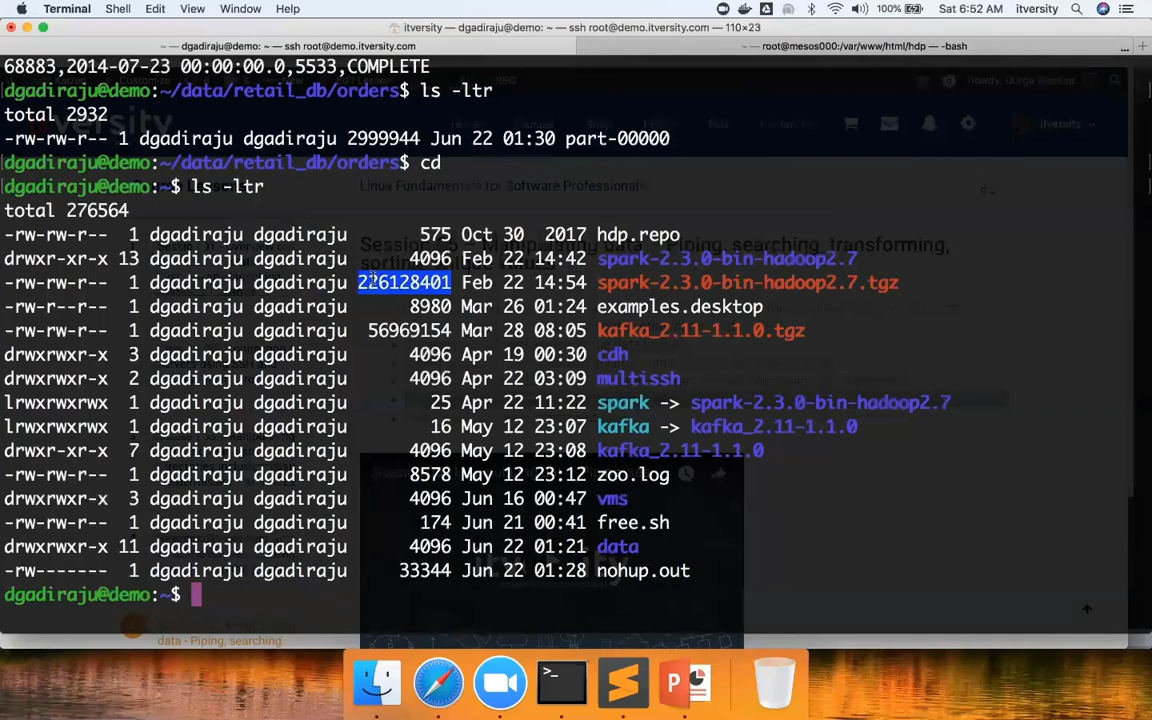 Terminal Shell Edit View Window Help 100% Sat 6:52 AM itversity
itversity — dgadiraju@demo: ~ — ssh root@demo.itversity.com — 110×23
~ — dgadiraju@demo: ~ — ssh root@demo.itversity.com
~ — root@mesos000:/var/www/html/hdp — -bash
...
68883,2014-07-23 00:00:00.0,5533,COMPLETE
dgadiraju@demo:~/data/retail_db/orders$ ls -ltr
total 2932
-rw-rw-r-- 1 dgadiraju dgadiraju 2999944 Jun 22 01:30 part-00000
dgadiraju@demo:~/data/retail_db/orders$ cd
dgadiraju@demo:~$ ls -ltr
Linux Fundamentals for Software Professionals
total 276564
-rw-rw-r-- 1 dgadiraju dgadiraju 575 Oct 30 2017 hdp.repo
drwxr-xr-x 13 dgadiraju dgadiraju 4096 Feb 22 14:42 spark-2.3.0-bin-hadoop2.7
-rw-rw-r-- 1 dgadiraju dgadiraju 226128401 Feb 22 14:54 spark-2.3.0-bin-hadoop2.7.tgz
-rw-r--r-- 1 dgadiraju dgadiraju 8980 Mar 26 01:24 examples.desktop
-rw-rw-r-- 1 dgadiraju dgadiraju 56969154 Mar 28 08:05 kafka_2.11-1.1.0.tgz
drwxrwxr-x 3 dgadiraju dgadiraju 4096 Apr 19 00:30 cdh
drwxrwxr-x 2 dgadiraju dgadiraju 4096 Apr 22 03:09 multissh
lrwxrwxrwx 1 dgadiraju dgadiraju 25 Apr 22 11:22 spark -> spark-2.3.0-bin-hadoop2.7
lrwxrwxrwx 1 dgadiraju dgadiraju 16 May 12 23:07 kafka -> kafka_2.11-1.1.0
drwxr-xr-x 7 dgadiraju dgadiraju 4096 May 12 23:08 kafka_2.11-1.1.0
-rw-rw-r-- 1 dgadiraju dgadiraju 8578 May 12 23:12 zoo.log
drwxrwxr-x 3 dgadiraju dgadiraju 4096 Jun 16 00:47 vms
-rw-rw-r-- 1 dgadiraju dgadiraju 174 Jun 21 00:41 free.sh
drwxrwxr-x 11 dgadiraju dgadiraju 4096 Jun 22 01:21 data
-rw------- 1 dgadiraju dgadiraju 33344 Jun 22 01:28 nohup.out
dgadiraju@demo:~$
data - Piping, searching,